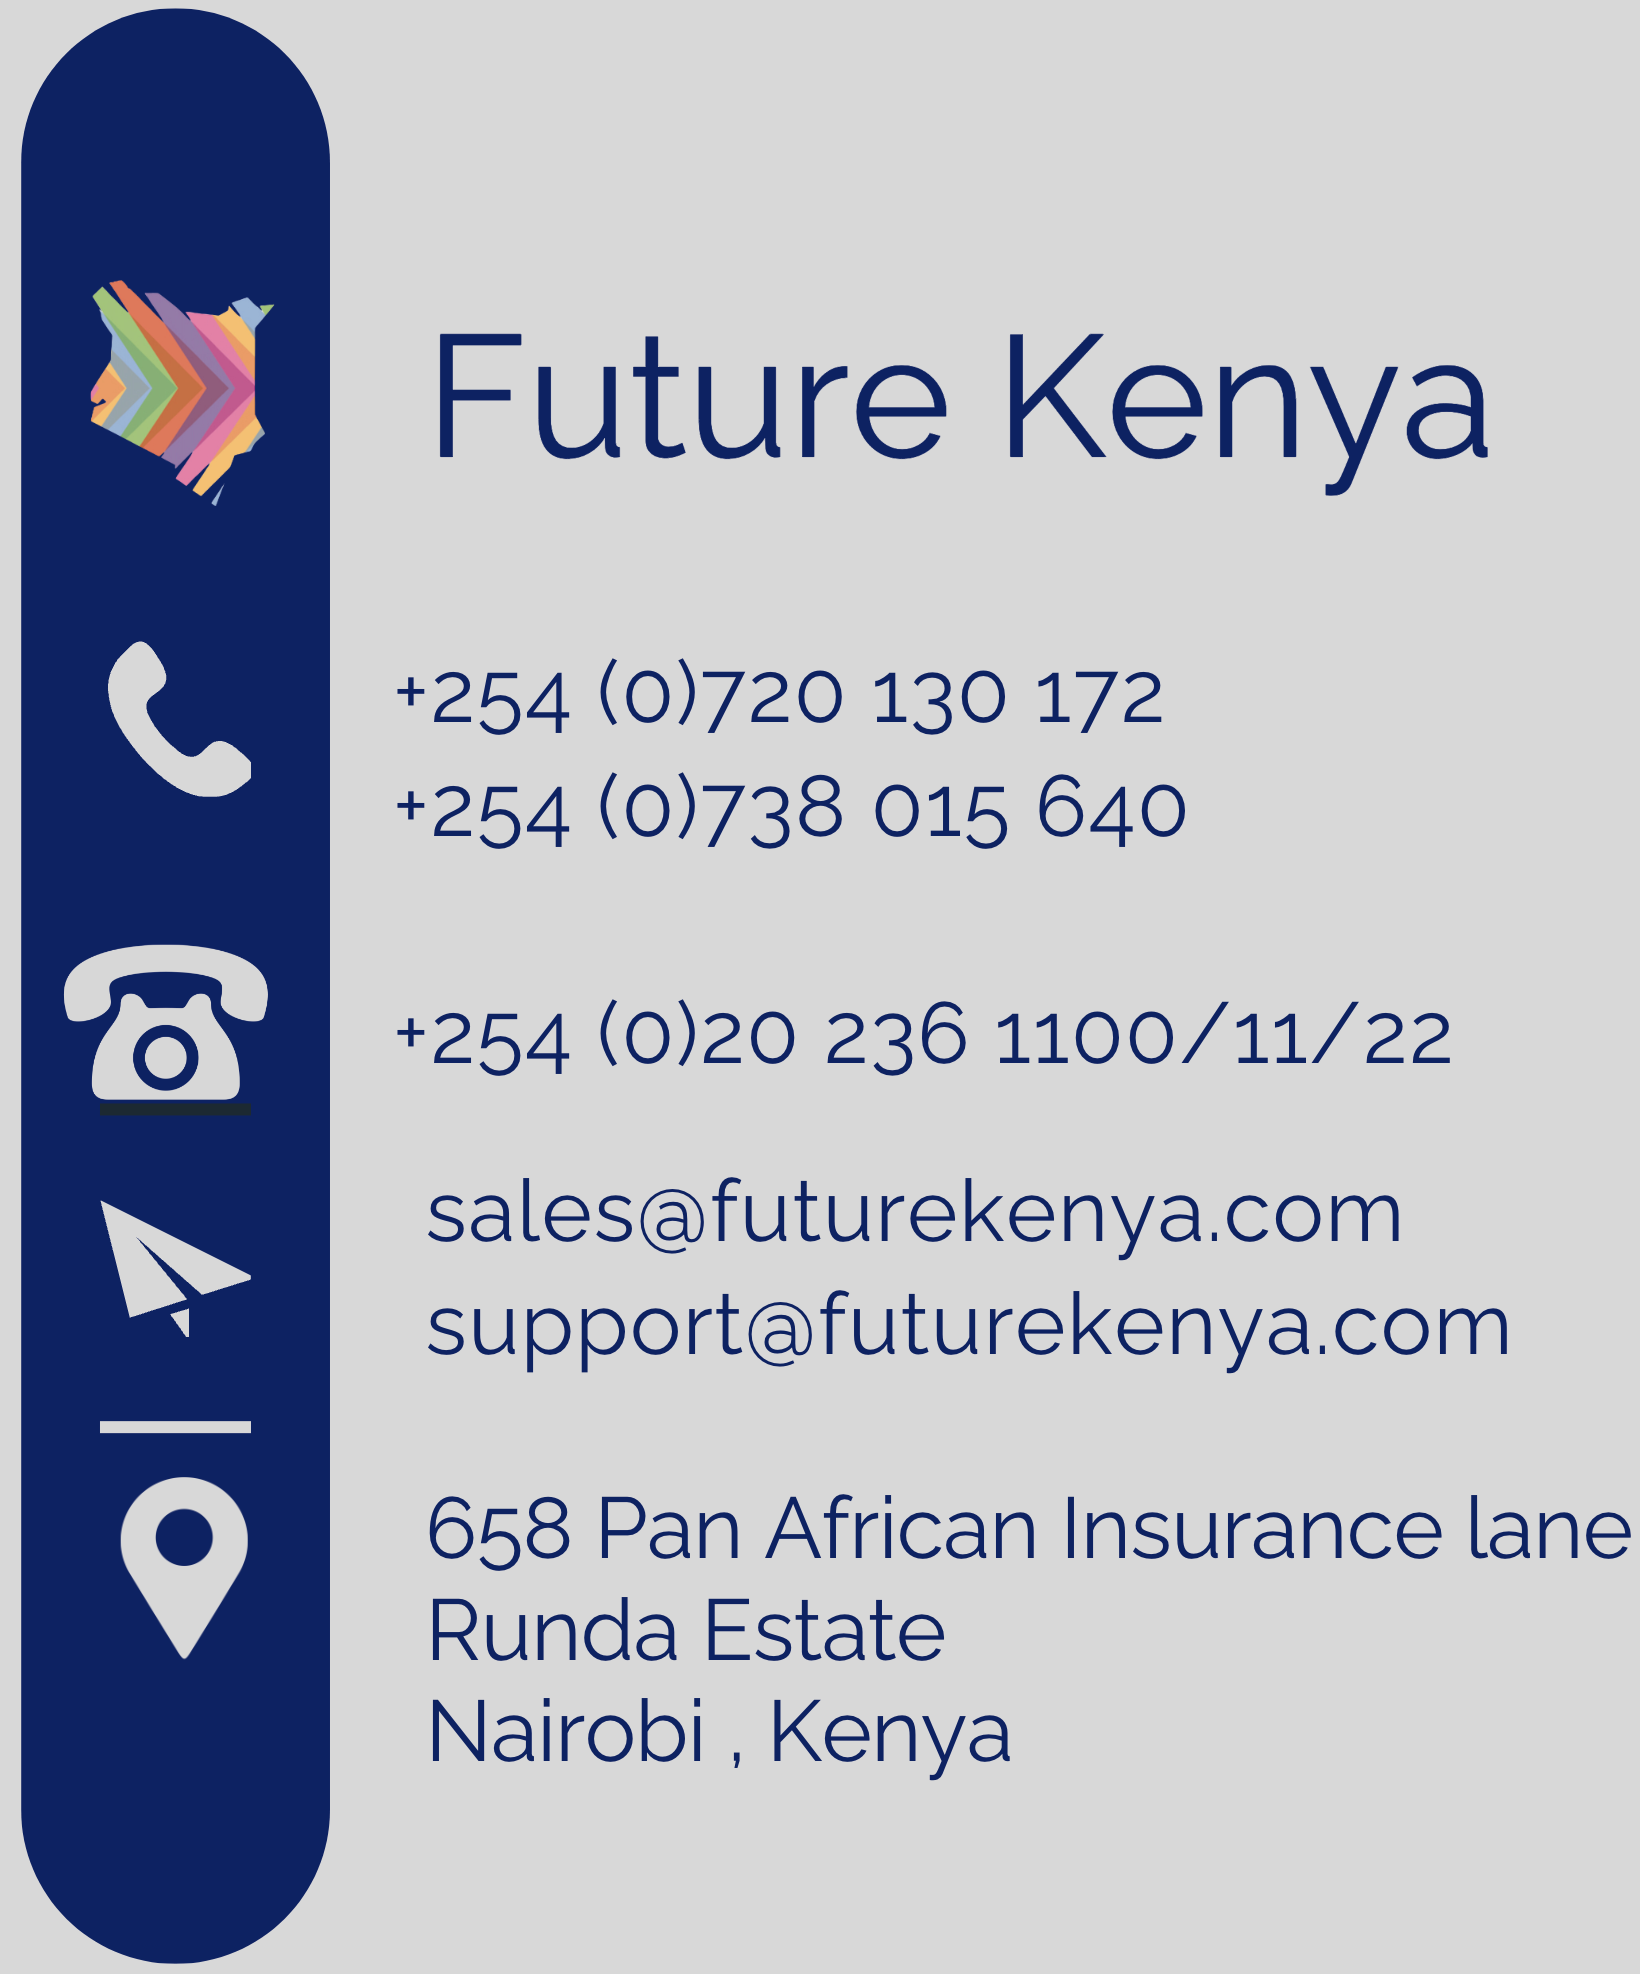 Future Kenya
+254 (0)720 130 172
+254 (0)738 015 640
+254 (0)20 236 1100/11/22
sales@futurekenya.com
support@futurekenya.com
658 Pan African Insurance lane
Runda Estate
Nairobi , Kenya